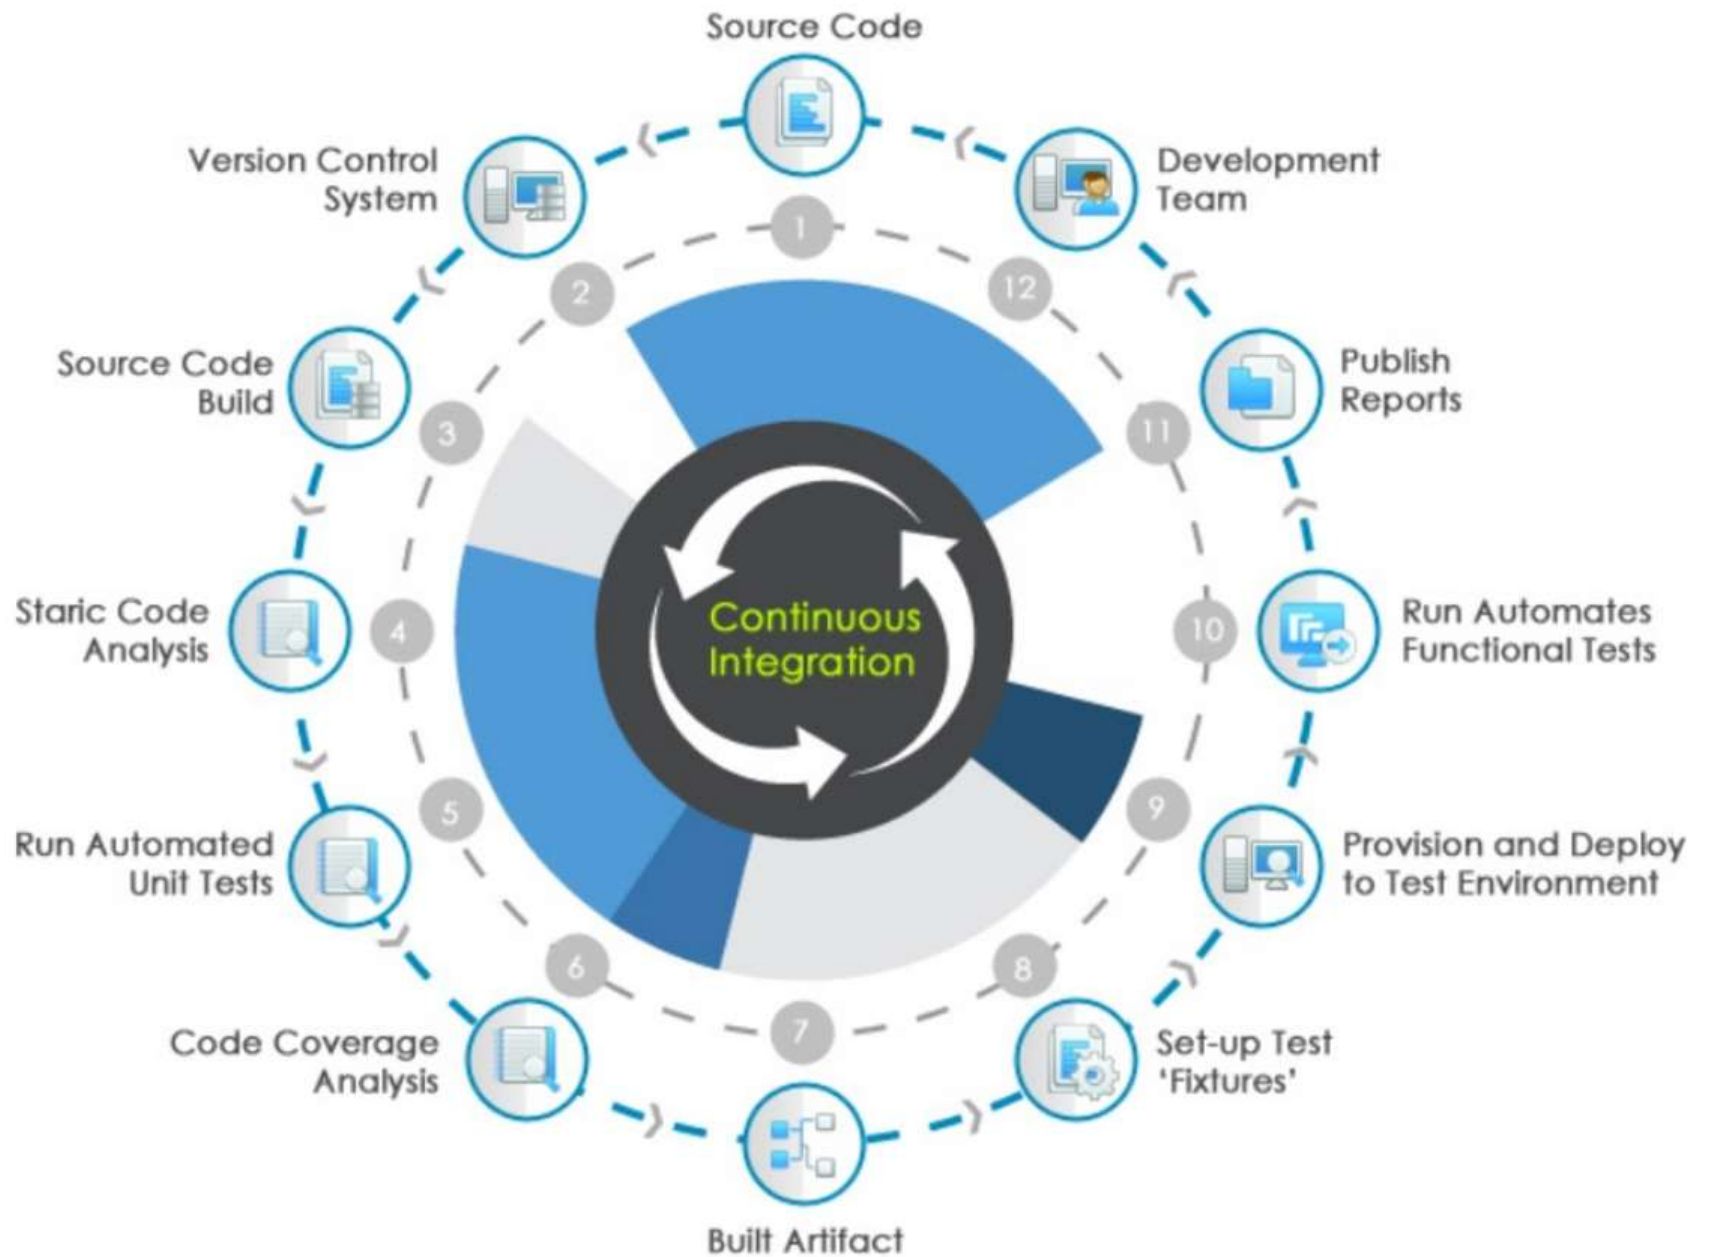 Source Code
Version Control
System
Source Code
Build
Staric Code
Analysis
Run Automated
Unit Tests
Code Coverage
Analysis
Built Artifact
Set-up Test
‘Fixtures’
Provision and Deploy
to Test Environment
Run Automates
Functional Tests
Publish
Reports
Development
Team
1
2
3
4
5
6
7
8
9
10
11
12
Continuous
Integration